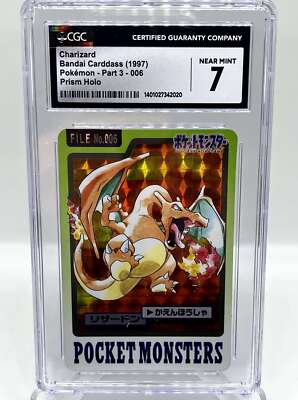 CGC
CERTIFIED GUARANTY COMPANY
Charizard
Bandai Carddass (1997)
Pokémon - Part 3 - 006
Prism Holo
NEAR MINT
7
1401027342020
FILE No.006
ポケットモンスター
リザードン
▶かえんほうしゃ
POCKET MONSTERS